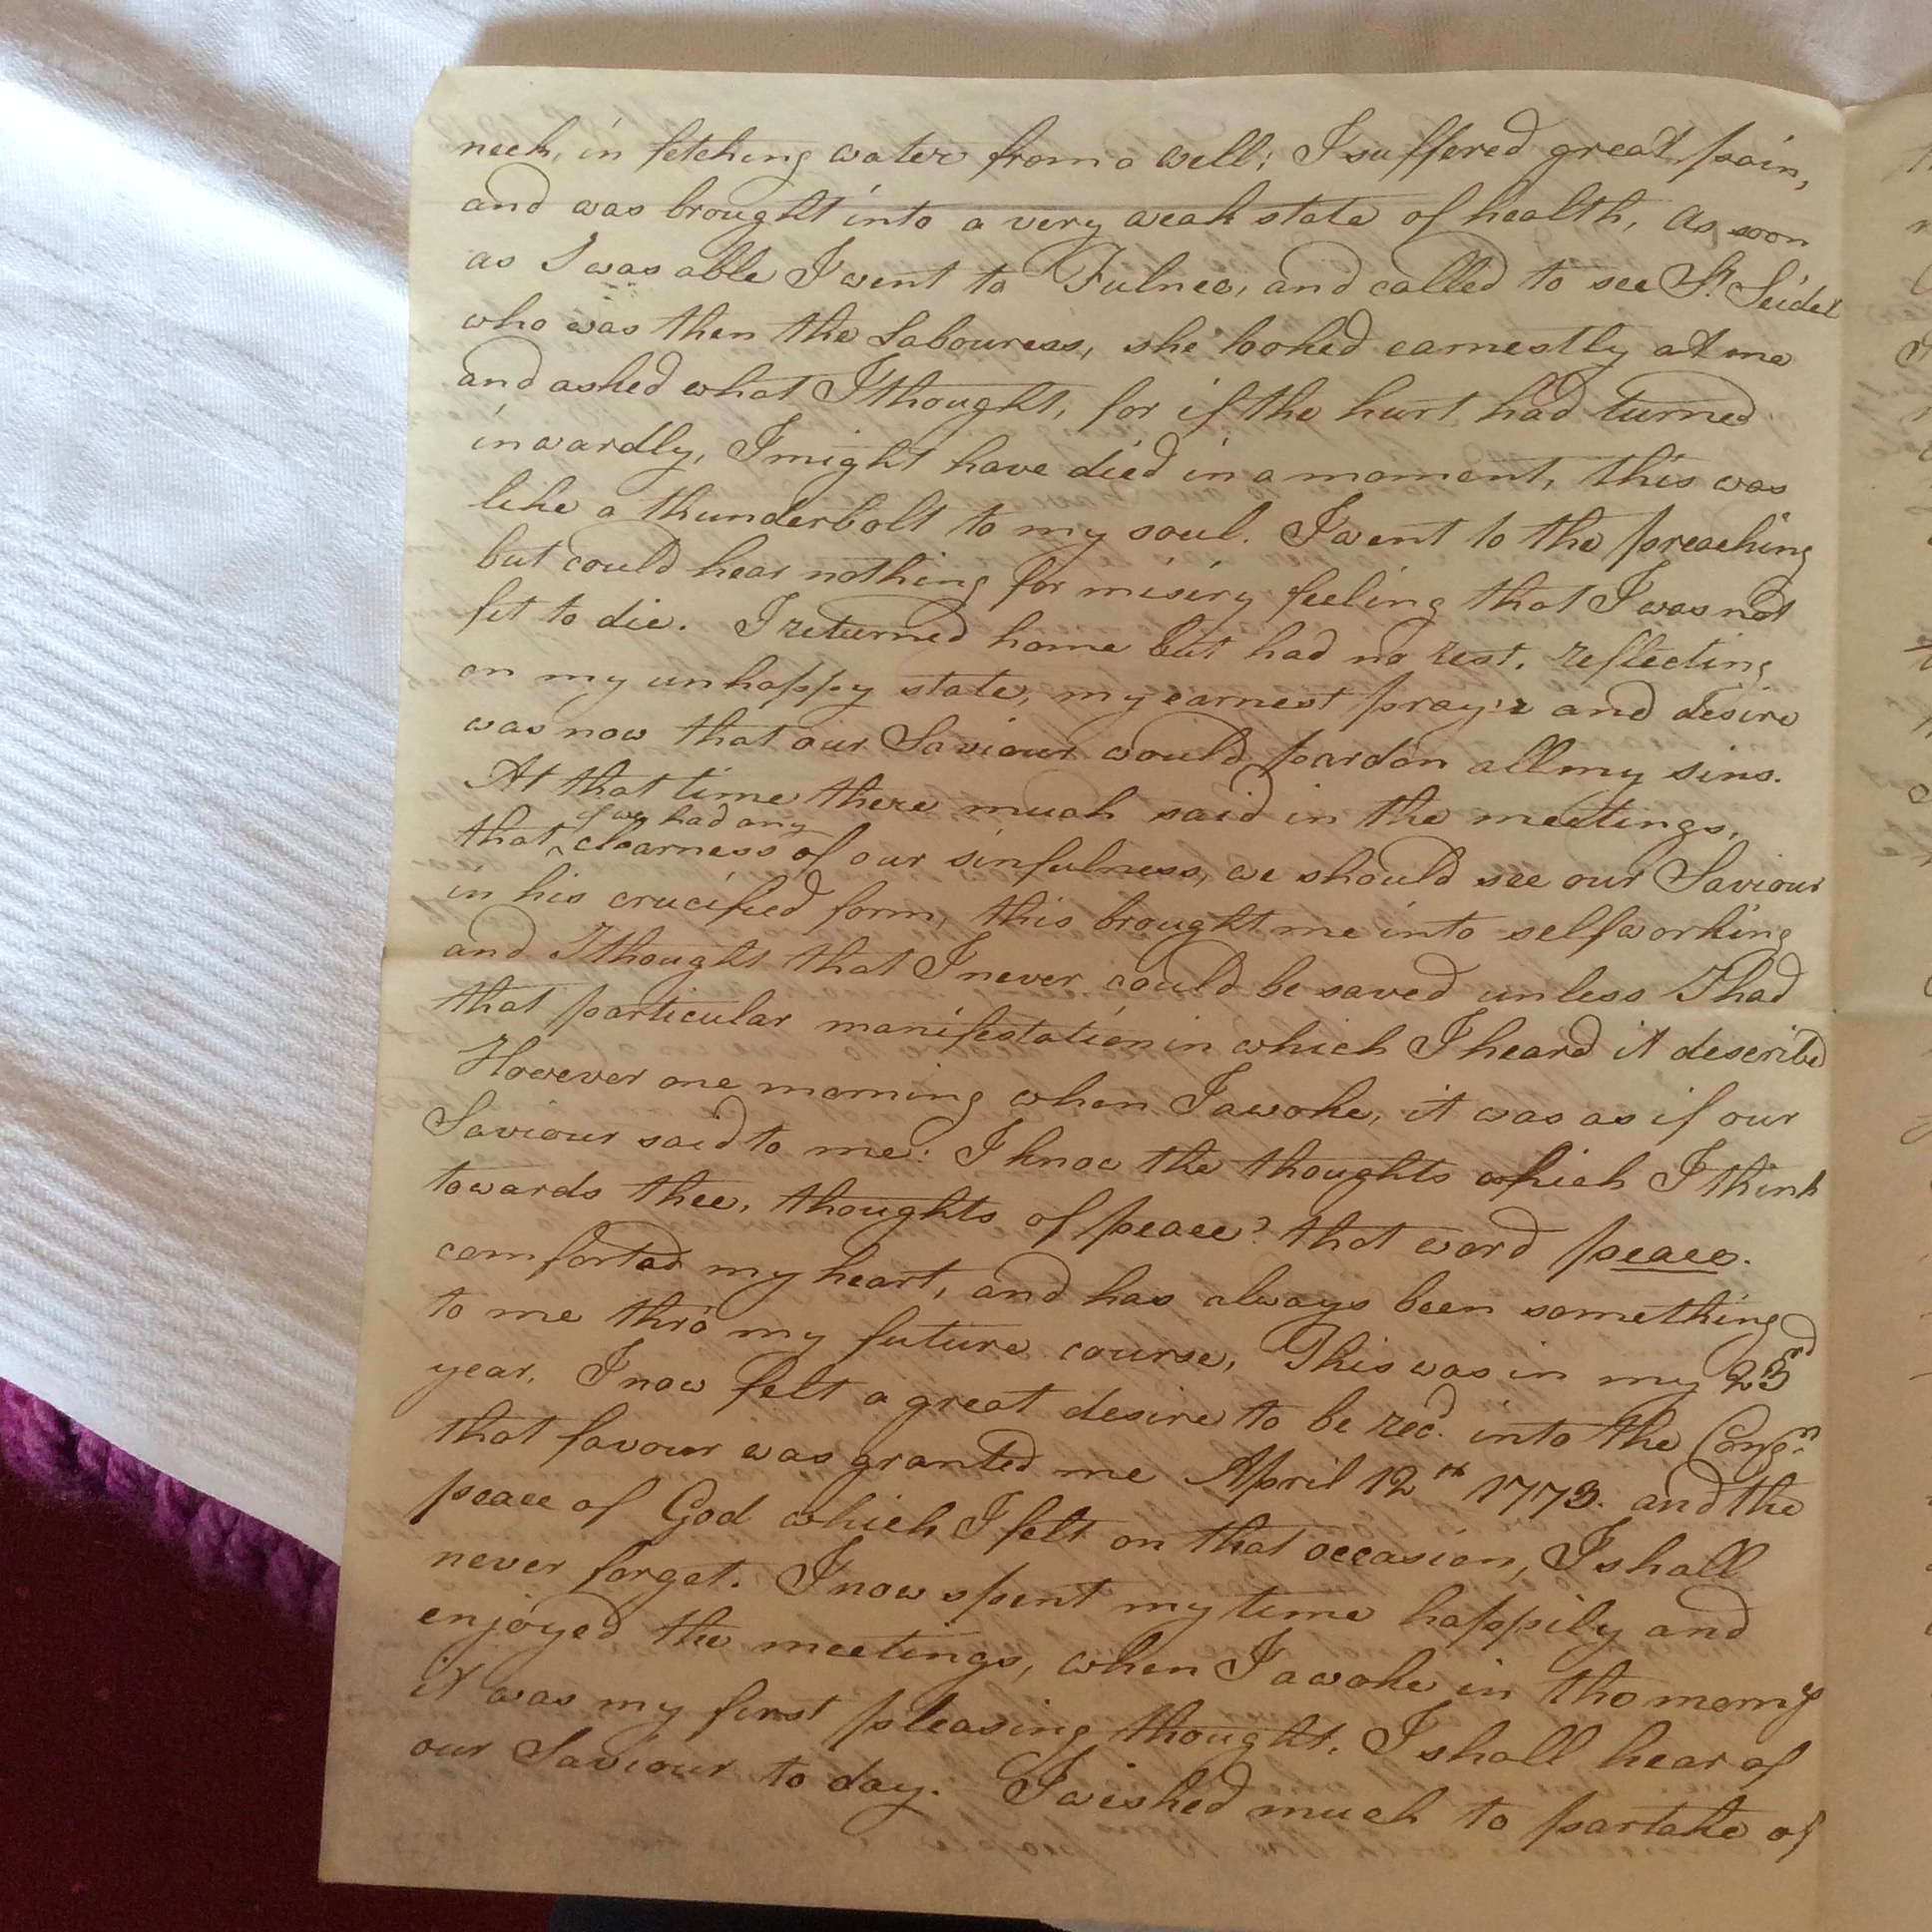 neck, in fetching water from a well; I suffered great pain,
and was brought into a very weak state of health, as soon
as I was able I went to Fulnec, and called to see Sr. Seidel
who was then the Labouress, she looked earnestly at me
and asked what I thought, for if the hurt had turned
inwardly, I might have died in a moment, this was
like a thunderbolt to my soul. I went to the preaching
but could hear nothing for misiry feeling that I was not
fit to die. I returned home but had no rest, reflecting
on my unhappy state, my earnest pray'r and desire
was now that our Saviour would pardon all my sins.
At that time there much said in the meetings,
if we had any
that ‸ clearness of our sinfulness, we should see our Saviour
in his crucified form, this brought me into selfworking
and I thought that I never could be saved unless I had
that particular manifestation in which I heard it describd
However one morning when I awoke, it was as if our
Saviour said to me: I know the thoughts which I think
towards thee, thoughts of peace? that word peace.
comforted my heart, and has always been something
to me thro' my future course, This was in my 23rd
year. I now felt a great desire to be recd. into the Congn.
that favour was granted me April 12th 1773. and the
peace of God which I felt on that occasion, I shall
never forget. I now spent my time happily and
enjoyed the meetings, when I awoke in the morng
it was my first pleasing thought, I shall hear of
our Saviour to day. I wished much to partake of